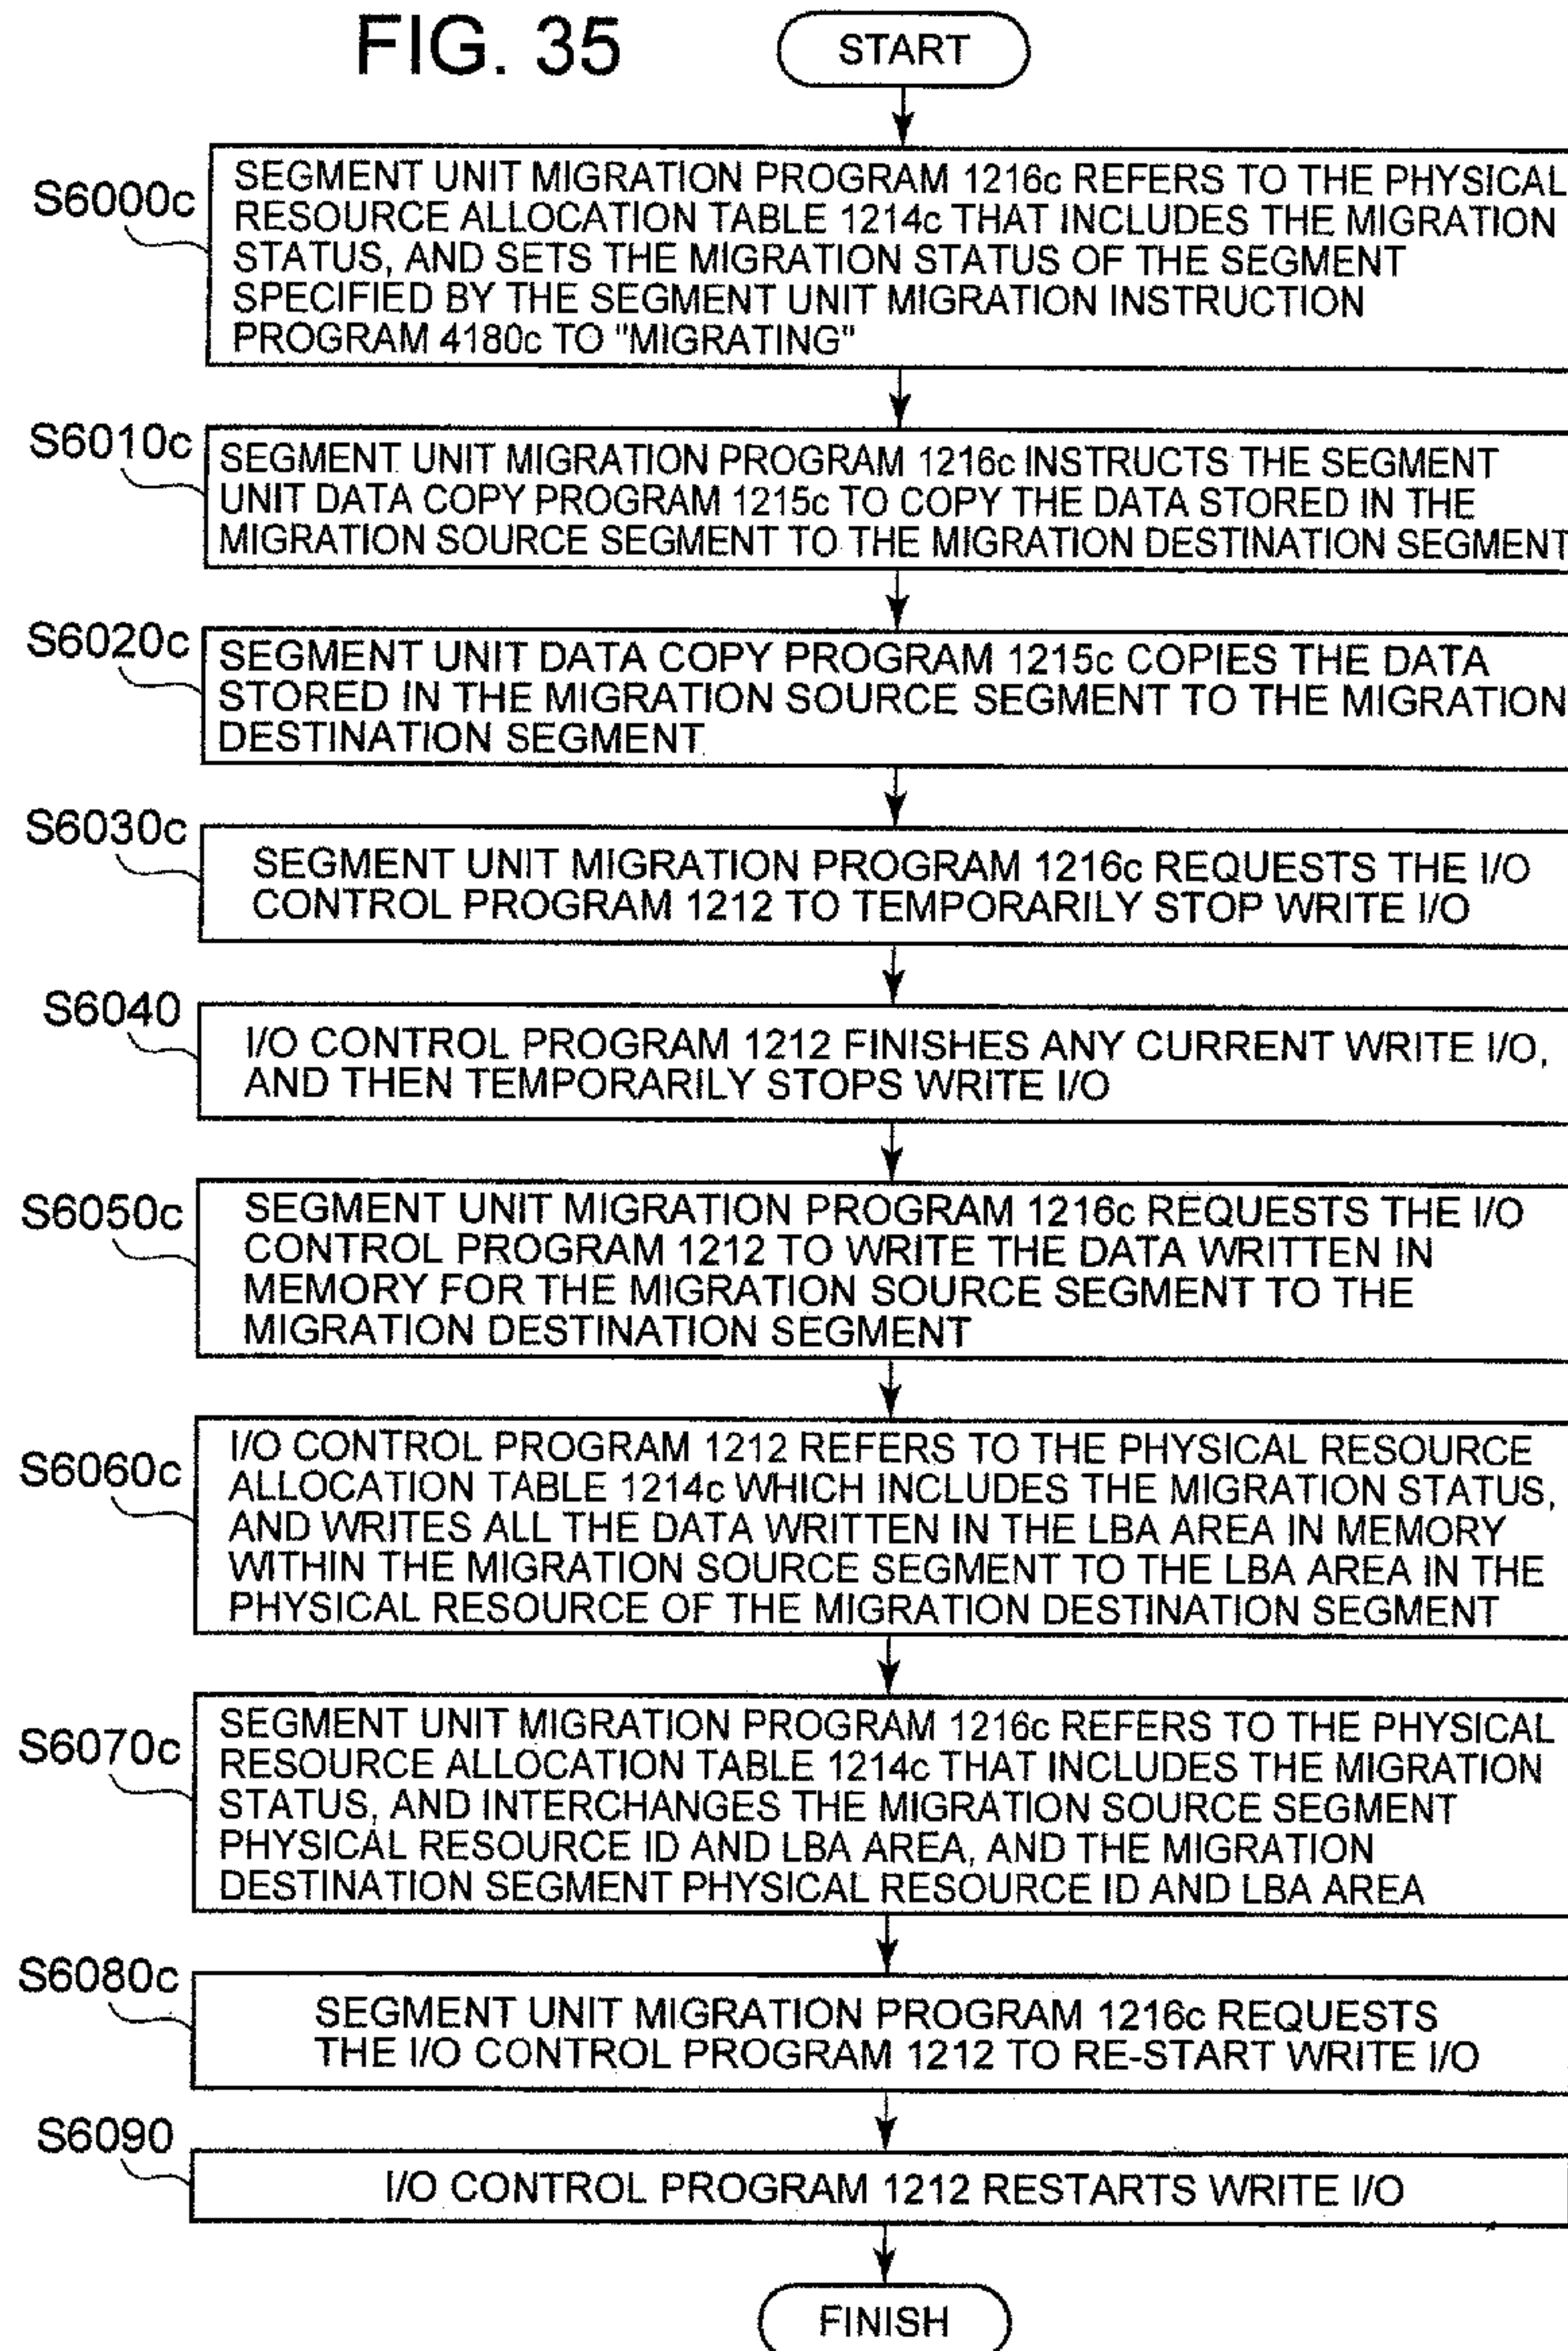 FIG. 35
START
S6000c
SEGMENT UNIT MIGRATION PROGRAM 1216c REFERS TO THE PHYSICAL
RESOURCE ALLOCATION TABLE 1214c THAT INCLUDES THE MIGRATION
STATUS, AND SETS THE MIGRATION STATUS OF THE SEGMENT
SPECIFIED BY THE SEGMENT UNIT MIGRATION INSTRUCTION
PROGRAM 4180c TO "MIGRATING"
S6010c
SEGMENT UNIT MIGRATION PROGRAM 1216c INSTRUCTS THE SEGMENT
UNIT DATA COPY PROGRAM 1215c TO COPY THE DATA STORED IN THE
MIGRATION SOURCE SEGMENT TO THE MIGRATION DESTINATION SEGMENT
S6020c
SEGMENT UNIT DATA COPY PROGRAM 1215c COPIES THE DATA
STORED IN THE MIGRATION SOURCE SEGMENT TO THE MIGRATION
DESTINATION SEGMENT
S6030c
SEGMENT UNIT MIGRATION PROGRAM 1216c REQUESTS THE I/O
CONTROL PROGRAM 1212 TO TEMPORARILY STOP WRITE I/O
S6040
I/O CONTROL PROGRAM 1212 FINISHES ANY CURRENT WRITE I/O,
AND THEN TEMPORARILY STOPS WRITE I/O
S6050c
SEGMENT UNIT MIGRATION PROGRAM 1216c REQUESTS THE I/O
CONTROL PROGRAM 1212 TO WRITE THE DATA WRITTEN IN
MEMORY FOR THE MIGRATION SOURCE SEGMENT TO THE
MIGRATION DESTINATION SEGMENT
S6060c
I/O CONTROL PROGRAM 1212 REFERS TO THE PHYSICAL RESOURCE
ALLOCATION TABLE 1214c WHICH INCLUDES THE MIGRATION STATUS,
AND WRITES ALL THE DATA WRITTEN IN THE LBA AREA IN MEMORY
WITHIN THE MIGRATION SOURCE SEGMENT TO THE LBA AREA IN THE
PHYSICAL RESOURCE OF THE MIGRATION DESTINATION SEGMENT
S6070c
SEGMENT UNIT MIGRATION PROGRAM 1216c REFERS TO THE PHYSICAL
RESOURCE ALLOCATION TABLE 1214c THAT INCLUDES THE MIGRATION
STATUS, AND INTERCHANGES THE MIGRATION SOURCE SEGMENT
PHYSICAL RESOURCE ID AND LBA AREA, AND THE MIGRATION
DESTINATION SEGMENT PHYSICAL RESOURCE ID AND LBA AREA
S6080c
SEGMENT UNIT MIGRATION PROGRAM 1216c REQUESTS
THE I/O CONTROL PROGRAM 1212 TO RE-START WRITE I/O
S6090
I/O CONTROL PROGRAM 1212 RESTARTS WRITE I/O
FINISH